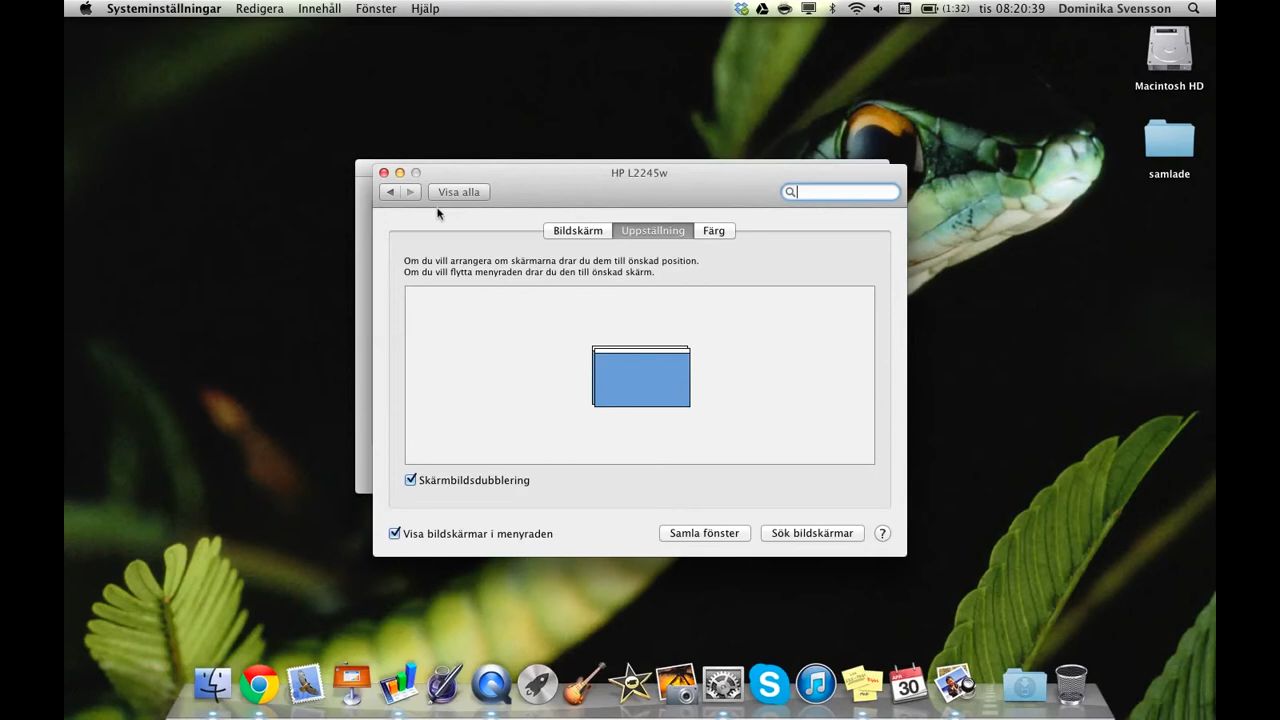 Systeminställningar Redigera Innehåll Fönster Hjälp (1:32) tis 08:20:39 Dominika Svensson
Macintosh HD
samlade
HP L2245w
Visa alla
Bildskärm Uppställning Färg
Om du vill arrangera om skärmarna drar du dem till önskad position.
Om du vill flytta menyraden drar du den till önskad skärm.
Skärmbildsdubblering
Visa bildskärmar i menyraden Samla fönster Sök bildskärmar ?
APR
30